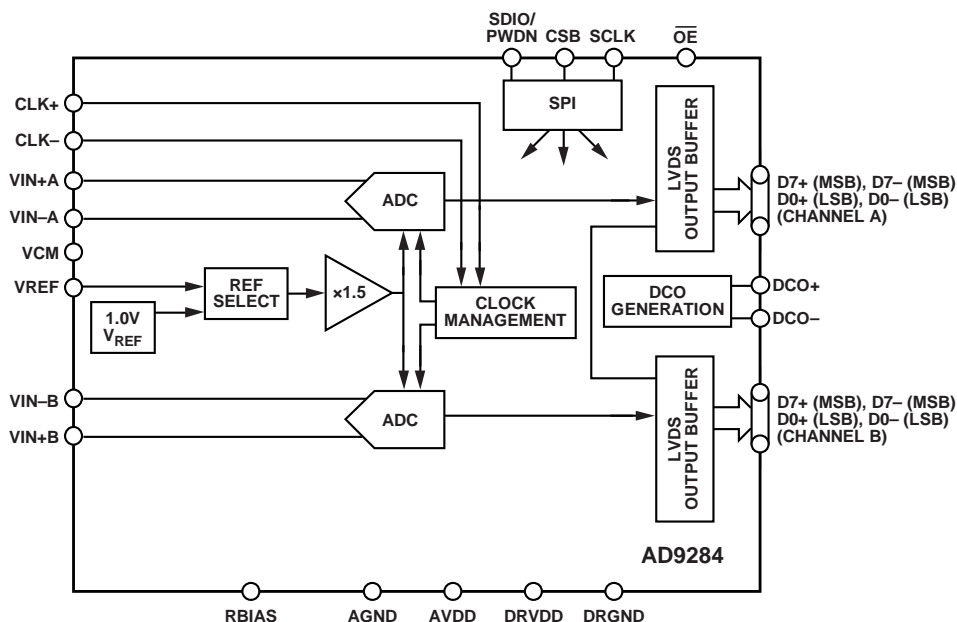 SDIO/
PWDN CSB SCLK OE
CLK+
CLK–
VIN+A
VIN–A
VCM
VREF
VIN–B
VIN+B
SPI
ADC
REF
SELECT
×1.5
1.0V
VREF
CLOCK
MANAGEMENT
ADC
LVDS
OUTPUT BUFFER
DCO
GENERATION
LVDS
OUTPUT BUFFER
D7+ (MSB), D7– (MSB)
D0+ (LSB), D0– (LSB)
(CHANNEL A)
DCO+
DCO–
D7+ (MSB), D7– (MSB)
D0+ (LSB), D0– (LSB)
(CHANNEL B)
AD9284
RBIAS AGND AVDD DRVDD DRGND